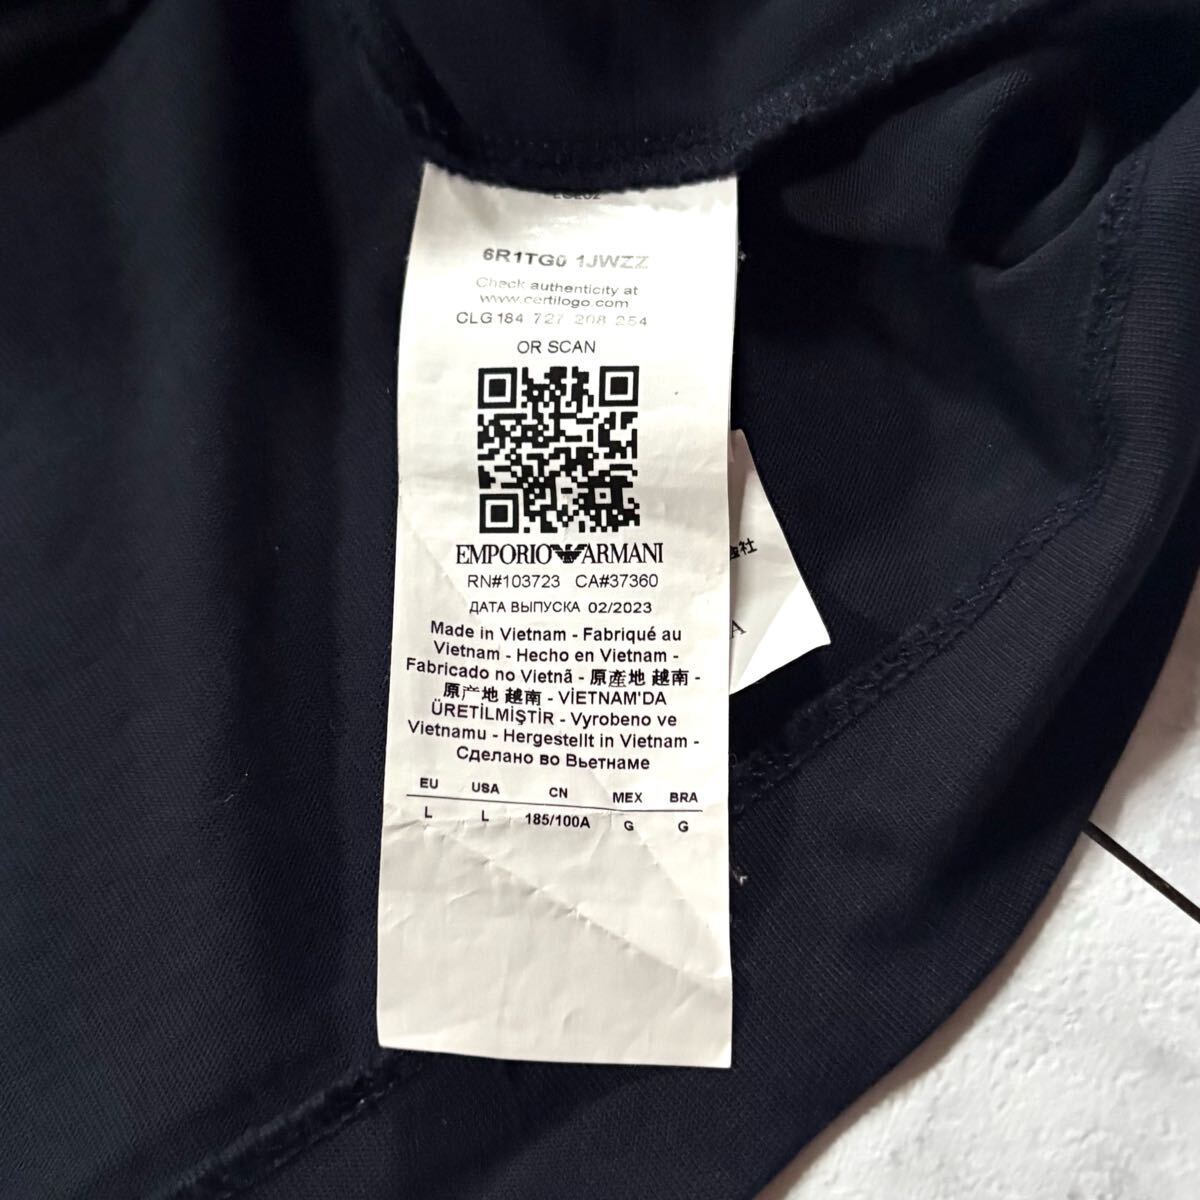 6R1TG0 1JWZZ
Check authenticity at
www.certilogo.com
CLG 184 727 208 254
OR SCAN
EMPORIO ARMANI
RN#103723 CA#37360
ДАТА ВЫПУСКА 02/2023
Made in Vietnam - Fabriqué au
Vietnam - Hecho en Vietnam -
Fabricado no Vietnã - 原產地 越南 -
原产地 越南 - VİETNAM'DA
ÜRETİLMİŞTİR - Vyrobeno ve
Vietnamu - Hergestellt in Vietnam -
Сделано во Вьетнаме
EU USA CN MEX BRA
L L 185/100A G G
A